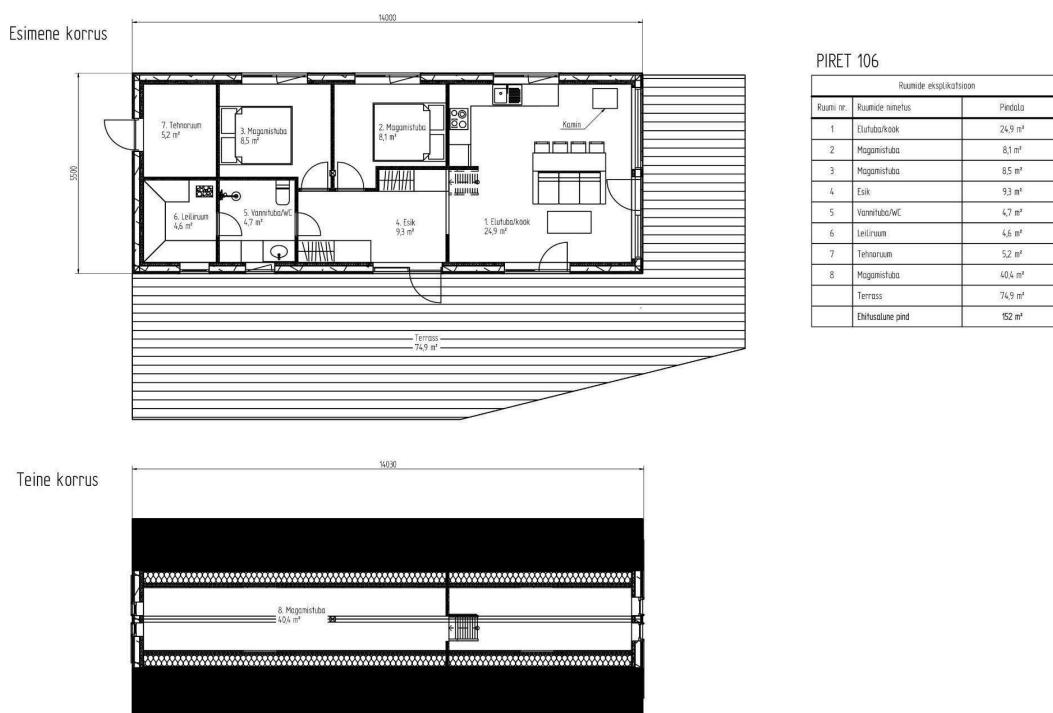 Esimene korrus
14000
5500
7. Tehnoruum
5,2 m²
3. Magamistuba
8,5 m²
2. Magamistuba
8,1 m²
Kamin
6. Leiliruum
4,6 m²
5. Vannituba/WC
4,7 m²
4. Esik
9,3 m²
1. Elutuba/köök
24,9 m²
Terrass
74,9 m²
PIRET 106
Ruumide eksplikatsioon
Ruumi nr. Ruumide nimetus Pindala
1 Elutuba/köök 24,9 m²
2 Magamistuba 8,1 m²
3 Magamistuba 8,5 m²
4 Esik 9,3 m²
5 Vannituba/WC 4,7 m²
6 Leiliruum 4,6 m²
7 Tehnoruum 5,2 m²
8 Magamistuba 40,4 m²
Terrass 74,9 m²
Ehitusalune pind 152 m²
Teine korrus
14030
8. Magamistuba
40,4 m²